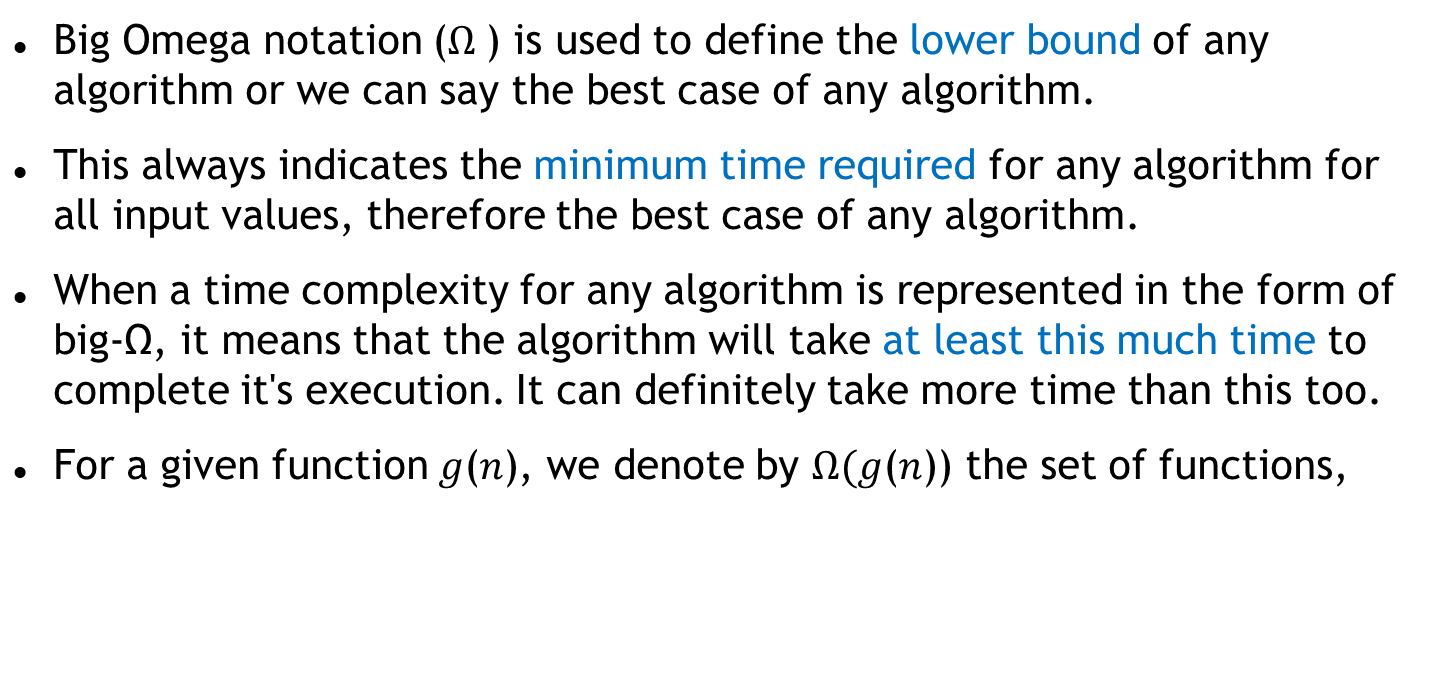 • Big Omega notation (Ω ) is used to define the lower bound of any
algorithm or we can say the best case of any algorithm.
• This always indicates the minimum time required for any algorithm for
all input values, therefore the best case of any algorithm.
• When a time complexity for any algorithm is represented in the form of
big-Ω, it means that the algorithm will take at least this much time to
complete it's execution. It can definitely take more time than this too.
• For a given function g(n), we denote by Ω(g(n)) the set of functions,